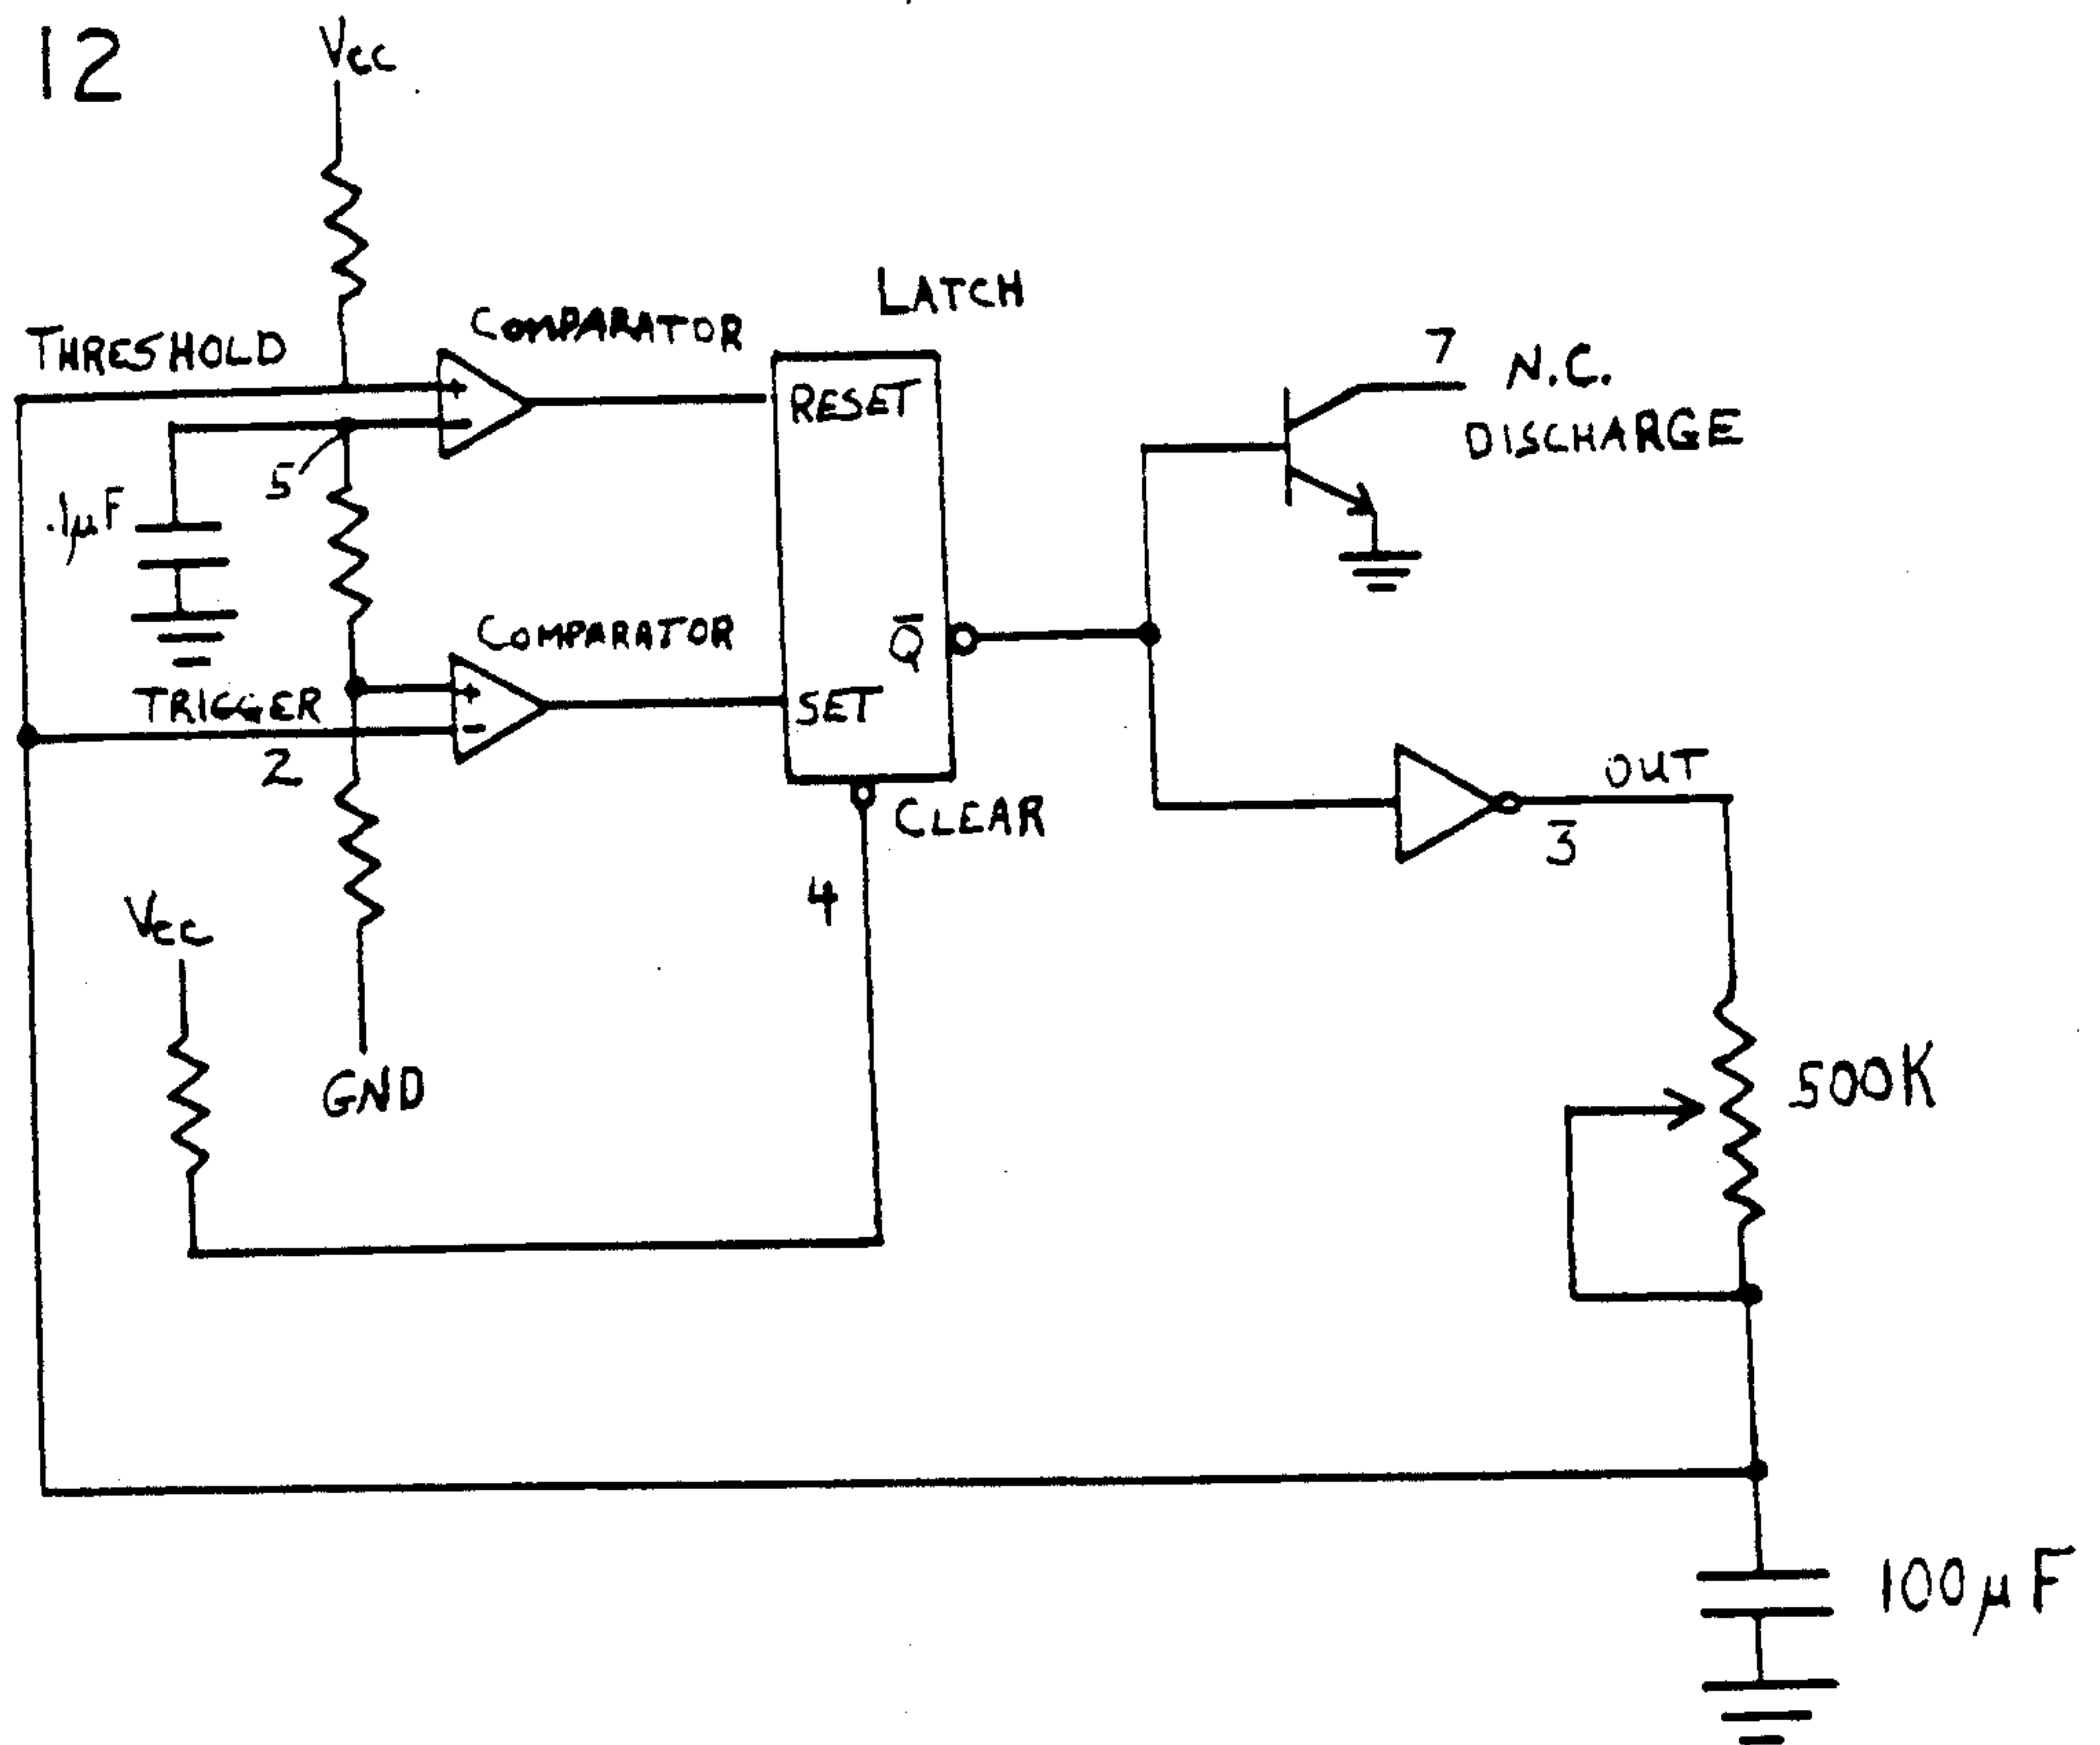 12
Vcc
LATCH
COMPARATOR
THRESHOLD
+
-
RESET
7 N.C.
DISCHARGE
5
.1µF
COMPARATOR
Q̅
TRIGGER
+
-
SET
2
OUT
3
CLEAR
4
Vcc
GND
500K
100µF